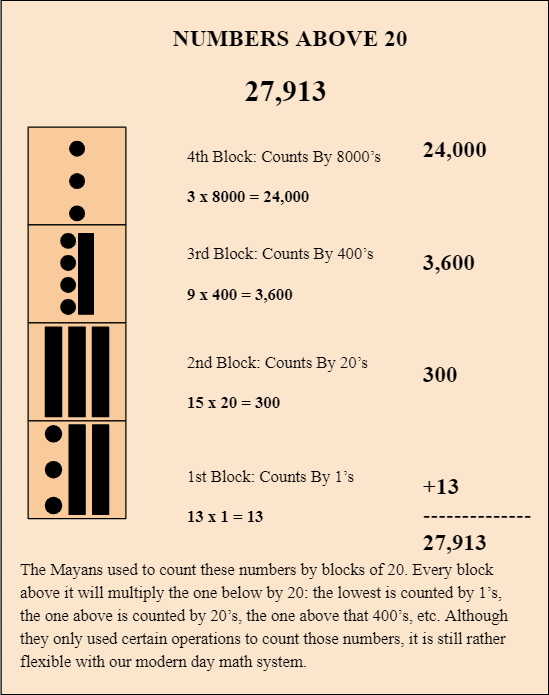 NUMBERS ABOVE 20
27,913
4th Block: Counts By 8000’s
24,000
3 x 8000 = 24,000
3rd Block: Counts By 400’s
3,600
9 x 400 = 3,600
2nd Block: Counts By 20’s
300
15 x 20 = 300
1st Block: Counts By 1’s
+13
13 x 1 = 13
--------------
27,913
The Mayans used to count these numbers by blocks of 20. Every block
above it will multiply the one below by 20: the lowest is counted by 1’s,
the one above is counted by 20’s, the one above that 400’s, etc. Although
they only used certain operations to count those numbers, it is still rather
flexible with our modern day math system.